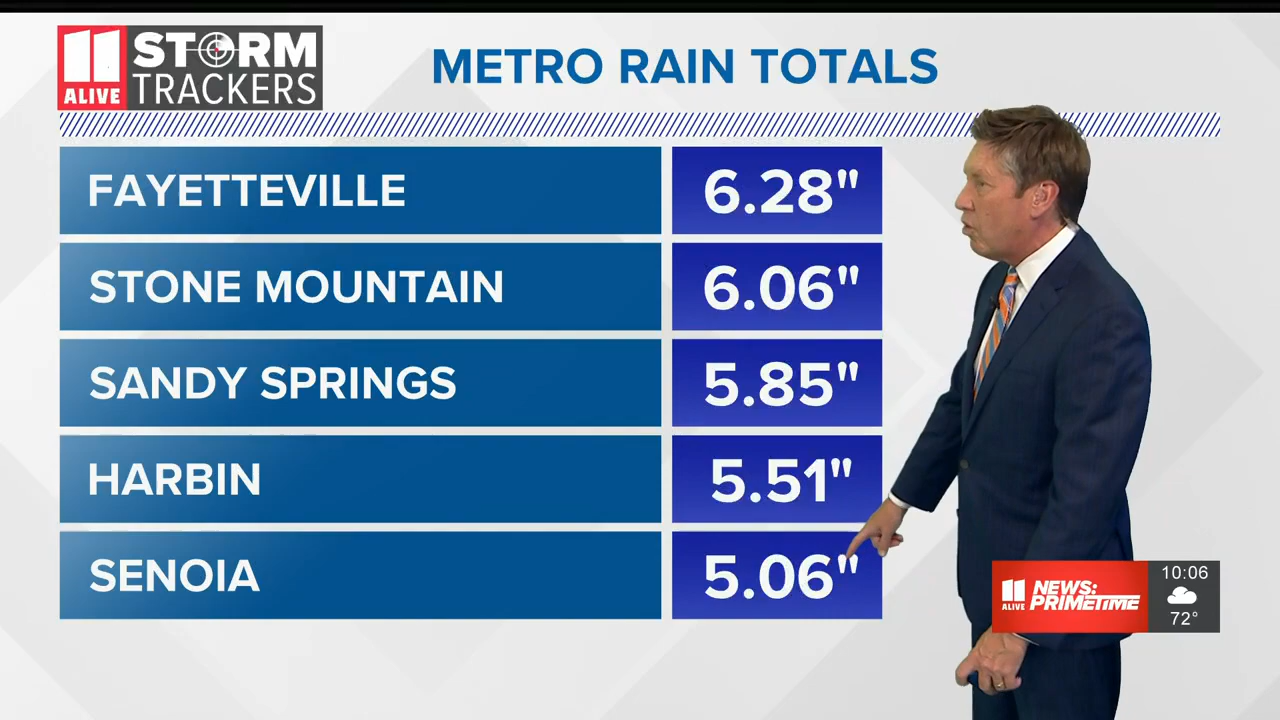 11 ALIVE STORM TRACKERS
METRO RAIN TOTALS
FAYETTEVILLE 6.28"
STONE MOUNTAIN 6.06"
SANDY SPRINGS 5.85"
HARBIN 5.51"
SENOIA 5.06"
11 ALIVE NEWS: PRIMETIME
10:06
72°